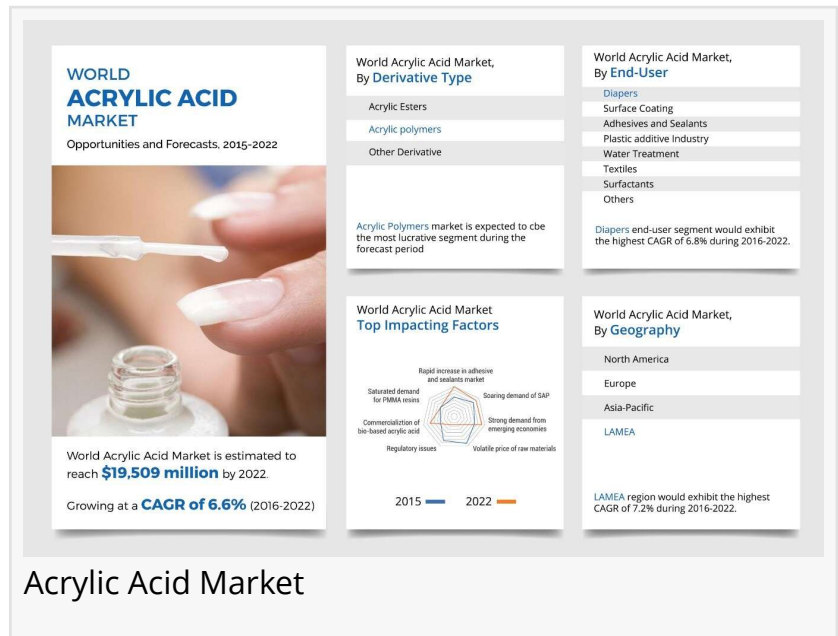 WORLD
ACRYLIC ACID
MARKET
Opportunities and Forecasts, 2015-2022
World Acrylic Acid Market is estimated to
reach $19,509 million by 2022.
Growing at a CAGR of 6.6% (2016-2022)
World Acrylic Acid Market,
By Derivative Type
Acrylic Esters
Acrylic polymers
Other Derivative
Acrylic Polymers market is expected to cbe
the most lucrative segment during the
forecast period
World Acrylic Acid Market,
By End-User
Diapers
Surface Coating
Adhesives and Sealants
Plastic additive Industry
Water Treatment
Textiles
Surfactants
Others
Diapers end-user segment would exhibit
the highest CAGR of 6.8% during 2016-2022.
World Acrylic Acid Market
Top Impacting Factors
Rapid increase in adhesive
and sealants market
Saturated demand
for PMMA resins
Soaring demand of SAP
Commercializtion of
bio-based acrylic acid
Strong demand from
emerging economies
Regulatory issues
Volatile price of raw materials
2015
2022
World Acrylic Acid Market,
By Geography
North America
Europe
Asia-Pacific
LAMEA
LAMEA region would exhibit the highest
CAGR of 7.2% during 2016-2022.
Acrylic Acid Market